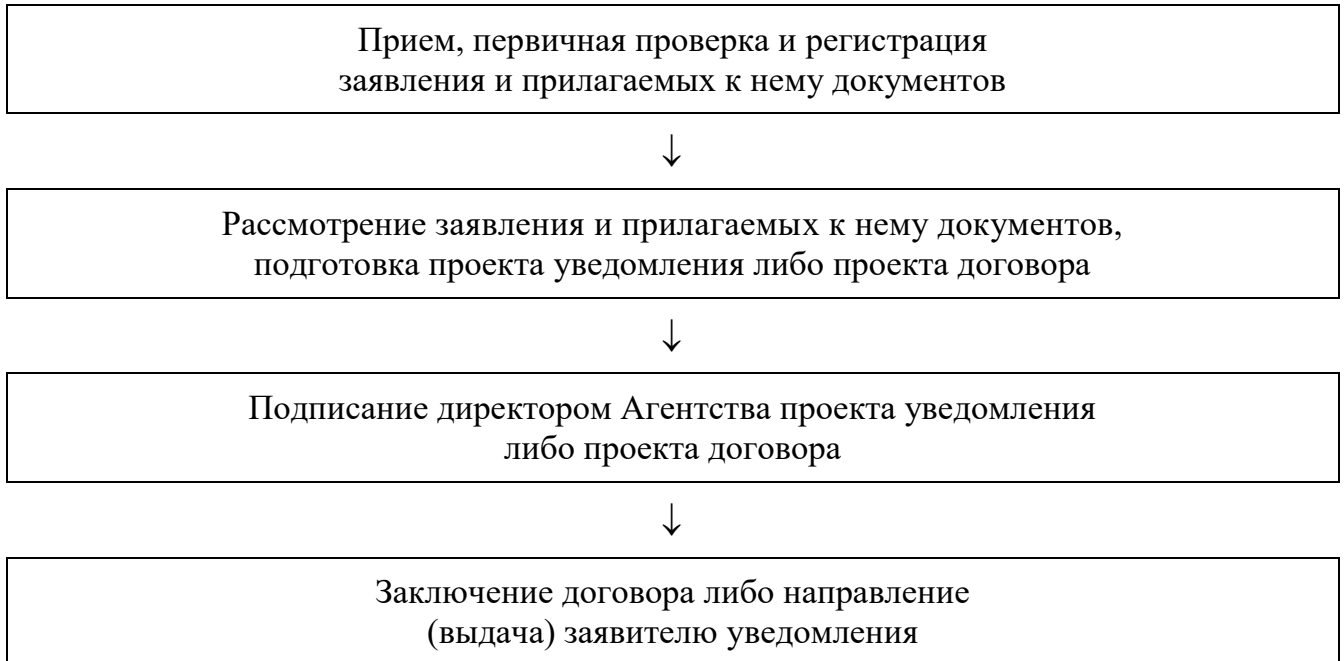 Прием, первичная проверка и регистрация
заявления и прилагаемых к нему документов
↓
Рассмотрение заявления и прилагаемых к нему документов,
подготовка проекта уведомления либо проекта договора
↓
Подписание директором Агентства проекта уведомления
либо проекта договора
↓
Заключение договора либо направление
(выдача) заявителю уведомления